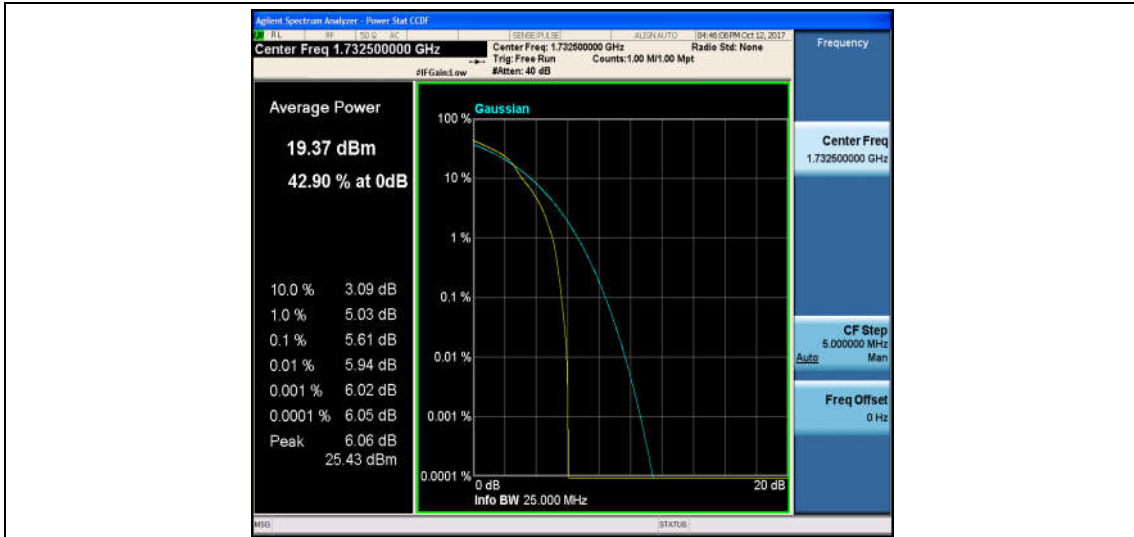 Agilent Spectrum Analyzer - Power Stat CCDF
RL RF 50 Ω AC SENSE:PULSE ALIGN AUTO 04:46:06 PM Oct 12, 2017
Center Freq 1.732500000 GHz
Center Freq: 1.732500000 GHz Radio Std: None
Trig: Free Run Counts:1.00 M/1.00 Mpt
#IFGain:Low #Atten: 40 dB
Frequency
Average Power
19.37 dBm
42.90 % at 0dB
10.0 % 3.09 dB
1.0 % 5.03 dB
0.1 % 5.61 dB
0.01 % 5.94 dB
0.001 % 6.02 dB
0.0001 % 6.05 dB
Peak 6.06 dB
25.43 dBm
Gaussian
100 %
10 %
1 %
0.1 %
0.01 %
0.001 %
0.0001 %
0 dB 20 dB
Info BW 25.000 MHz
Center Freq
1.732500000 GHz
CF Step
5.000000 MHz
Auto Man
Freq Offset
0 Hz
MSG STATUS